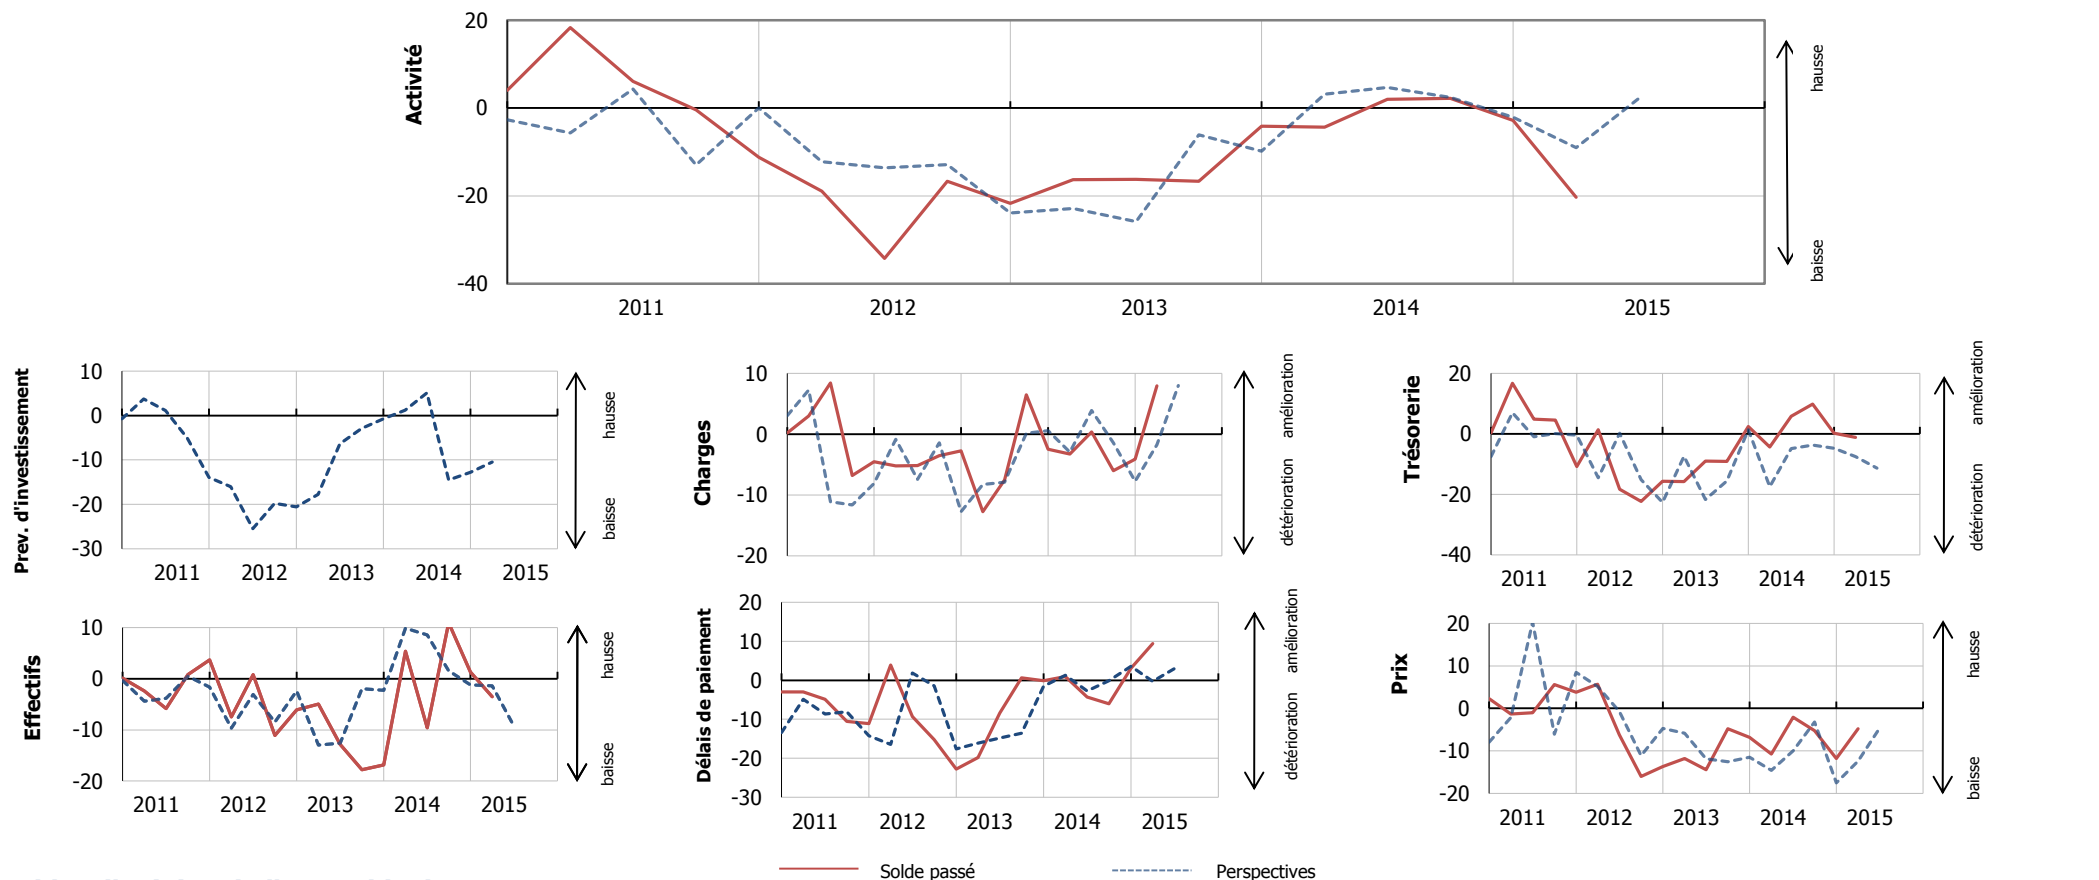 Activité
20
0
-20
-40
2011 2012 2013 2014 2015
hausse
baisse
Prev. d'investissement
10
0
-10
-20
-30
2011 2012 2013 2014 2015
hausse
baisse
Charges
10
0
-10
-20
amélioration
détérioration
Trésorerie
20
0
-20
-40
2011 2012 2013 2014 2015
amélioration
détérioration
Effectifs
10
0
-10
-20
2011 2012 2013 2014 2015
hausse
baisse
Délais de paiement
20
10
0
-10
-20
-30
2011 2012 2013 2014 2015
amélioration
détérioration
Prix
20
10
0
-10
-20
2011 2012 2013 2014 2015
hausse
baisse
Solde passé
Perspectives